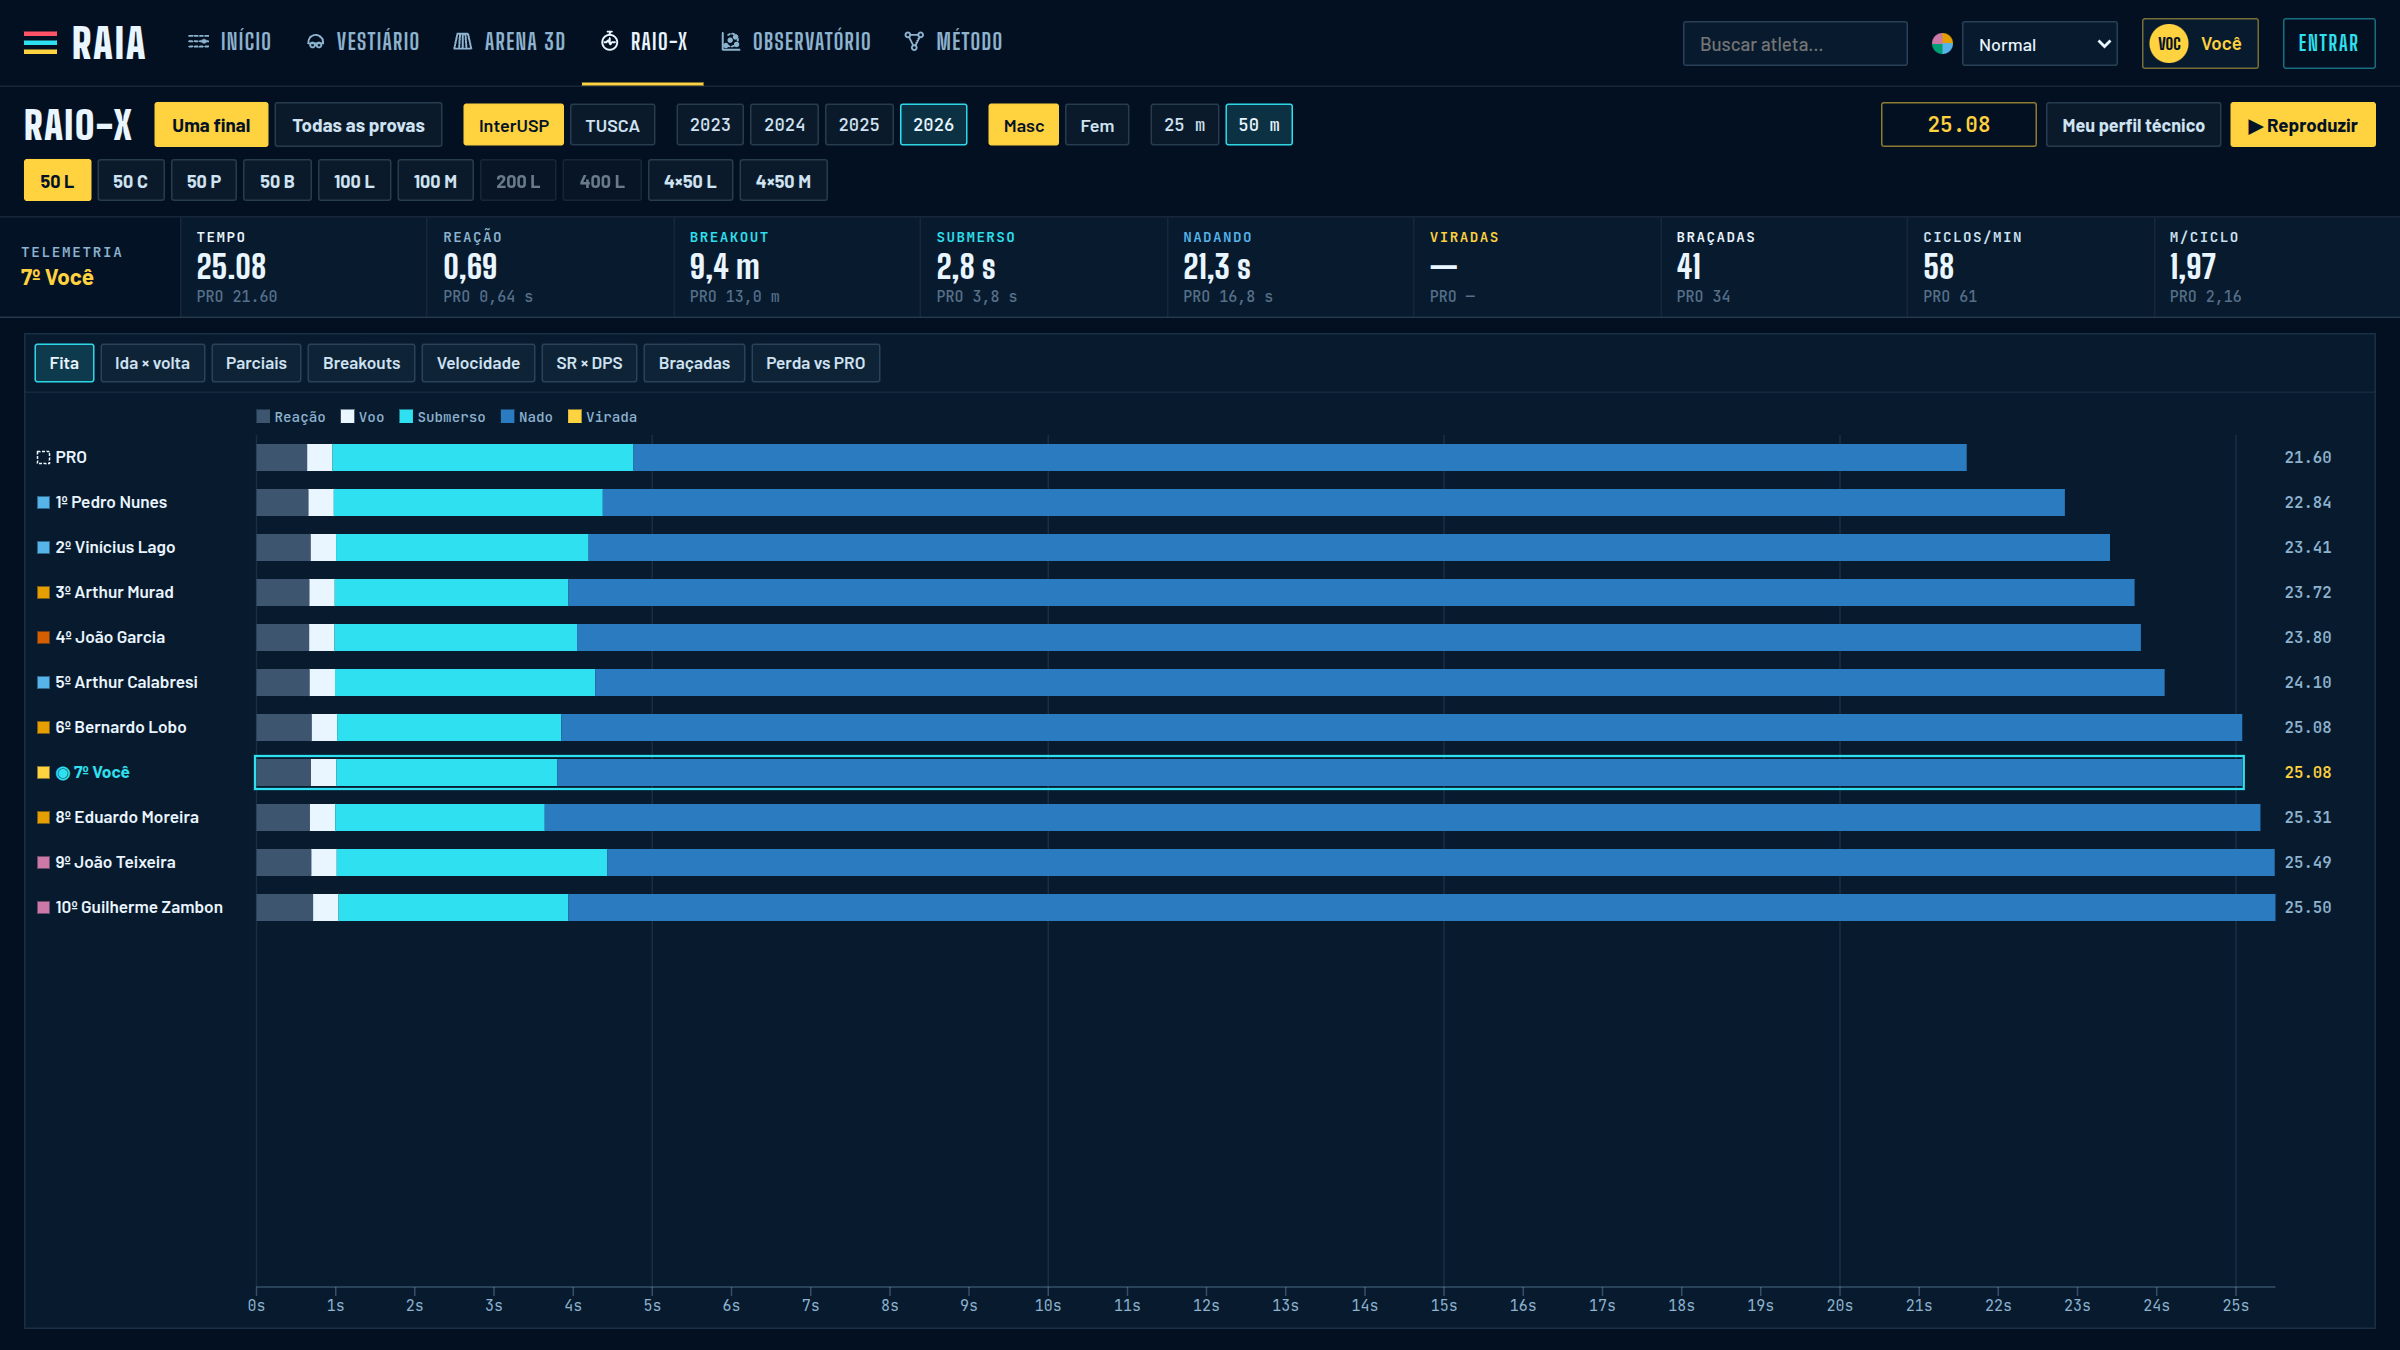 RAIA INÍCIO VESTIÁRIO ARENA 3D RAIO-X OBSERVATÓRIO MÉTODO Buscar atleta... Normal VOC Você ENTRAR
RAIO-X Uma final Todas as provas InterUSP TUSCA 2023 2024 2025 2026 Masc Fem 25 m 50 m 25.08 Meu perfil técnico ▶ Reproduzir
50 L 50 C 50 P 50 B 100 L 100 M 200 L 400 L 4×50 L 4×50 M
TELEMETRIA
7º Você
TEMPO
25.08
PRO 21.60
REAÇÃO
0,69
PRO 0,64 s
BREAKOUT
9,4 m
PRO 13,0 m
SUBMERSO
2,8 s
PRO 3,8 s
NADANDO
21,3 s
PRO 16,8 s
VIRADAS
—
PRO —
BRAÇADAS
41
PRO 34
CICLOS/MIN
58
PRO 61
M/CICLO
1,97
PRO 2,16
Fita Ida × volta Parciais Breakouts Velocidade SR × DPS Braçadas Perda vs PRO
Reação Voo Submerso Nado Virada
PRO 21.60
1º Pedro Nunes 22.84
2º Vinícius Lago 23.41
3º Arthur Murad 23.72
4º João Garcia 23.80
5º Arthur Calabresi 24.10
6º Bernardo Lobo 25.08
◉ 7º Você 25.08
8º Eduardo Moreira 25.31
9º João Teixeira 25.49
10º Guilherme Zambon 25.50
0s 1s 2s 3s 4s 5s 6s 7s 8s 9s 10s 11s 12s 13s 14s 15s 16s 17s 18s 19s 20s 21s 22s 23s 24s 25s